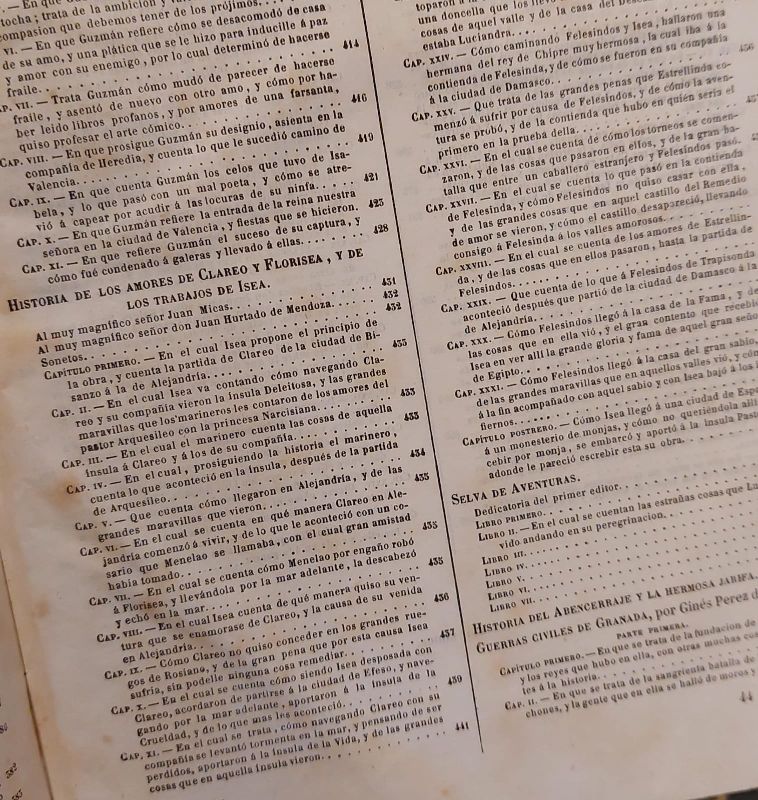 tocha; trata de la ambicion y
compasion que debemos tener de los prójimos.
VI. — En que Guzmán refiere cómo se desacomodó de casa
de su amo, y una plática que se le hizo para inducille á paz
y amor con su enemigo, por lo cual determinó de hacerse
fraile. 414
AP. VII. — Trata Guzmán cómo mudó de parecer de hacerse
fraile, y asentó de nuevo con otro amo, y cómo por ha-
ber leido libros profanos, y por amores de una farsanta,
quiso profesar el arte cómico. 416
CAP. VIII. — En que prosigue Guzmán su designio, asienta en la
compañía de Heredia, y cuenta lo que le sucedió camino de
Valencia. 419
CAP. IX. — En que cuenta Guzmán los celos que tuvo de Isa-
bela, y lo que pasó con un mal poeta, y cómo se atre-
vió á capear por acudir á las locuras de su ninfa. 421
CAP. X. — En que Guzmán refiere la entrada de la reina nuestra
señora en la ciudad de Valencia, y fiestas que se hicieron. 425
CAP. XI. — En que refiere Guzmán el suceso de su captura, y
cómo fué condenado á galeras y llevado á ellas. 428
HISTORIA DE LOS AMORES DE CLAREO Y FLORISEA, Y DE
LOS TRABAJOS DE ISEA.
Al muy magnífico señor Juan Micas. 431
Al muy magnífico señor don Juan Hurtado de Mendoza. 432
Sonetos. 432
CAPÍTULO PRIMERO. — En el cual Isea propone el principio de
la obra, y cuenta la partida de Clareo de la ciudad de Bi-
sanzo á la de Alejandría. 433
CAP. II. — En el cual Isea va contando cómo navegando Cla-
reo y su compañía vieron la ínsula Deleitosa, y las grandes
maravillas que los marineros les contaron de los amores del
pastor Arquesileo con la princesa Narcisiana. 433
CAP. III. — En el cual el marinero cuenta las cosas de aquella
ínsula á Clareo y á los de su compañía. 433
CAP. IV. — En el cual, prosiguiendo la historia el marinero,
cuenta lo que aconteció en la ínsula, después de la partida
de Arquesileo. 434
CAP. V. — Que cuenta cómo llegaron en Alejandría, y de las
grandes maravillas que vieron. 435
CAP. VI. — En el cual se cuenta en qué manera Clareo en Ale-
jandría comenzó á vivir, y de lo que le aconteció con un co-
sario que Menelao se llamaba, con el cual gran amistad
habia tomado. 435
CAP. VII. — En el cual se cuenta cómo Menelao por engaño robó
á Florisea, y llevándola por la mar adelante, la descabezó
y echó en la mar. 435
CAP. VIII. — En el cual Isea cuenta de qué manera quiso su ven-
tura que se enamorase de Clareo, y la causa de su venida
en Alejandría. 436
CAP. IX. — Cómo Clareo no quiso conceder en los grandes rue-
gos de Rosiano, y de la gran pena que por esta causa Isea
sufria, sin podelle ninguna cosa remediar. 437
CAP. X. — En el cual se cuenta cómo siendo Isea desposada con
Clareo, acordaron de partirse á la ciudad de Efeso, y nave-
gando por la mar adelante, aportaron á la ínsula de la
Crueldad, y de lo que mas les aconteció. 439
CAP. XI. — En el cual se trata, cómo navegando Clareo con su
compañía se levantó tormenta en la mar, y pensando de ser
perdidos, aportaron á la ínsula de la Vida, y de las grandes
cosas que en aquella ínsula vieron. 441
una doncella que los llevó
cosas de aquel valle y de la casa del
estaba Luciandra.
CAP. XXIV. — Cómo caminando Felesindos y Isea, hallaron una
hermana del rey de Chipre muy hermosa, la cual iba á la
contienda de Felesinda, y de cómo se fueron en su compañía
á la ciudad de Damasco. 456
CAP. XXV. — Que trata de las grandes penas que Estrellinda co-
menzó á sufrir por causa de Felesindos, y de cómo la aven-
tura se probó, y de la contienda que hubo en quién seria el
primero en la prueba della.
CAP. XXVI. — En el cual se cuenta de cómo los torneos se comen-
zaron, y de las cosas que pasaron en ellos, y de la gran ba-
talla que entre un caballero estranjero y Felesindos pasó.
CAP. XXVII. — En el cual se cuenta lo que pasó en la contienda
de Felesinda, y cómo Felesindos no quiso casar con ella,
y de las grandes cosas que en aquel castillo del Remedio
de amor se vieron, y cómo el castillo desapareció, llevando
consigo á Felesindos á los valles amorosos.
CAP. XXVIII. — En el cual se cuenta de los amores de Estrellin-
da, y de las cosas que en ellos pasaron, hasta la partida de
Felesindos.
CAP. XXIX. — Que cuenta de lo que á Felesindos de Trapisonda
aconteció después que partió de la ciudad de Damasco á la
de Alejandría.
CAP. XXX. — Cómo Felesindos llegó á la casa de la Fama, y de
las cosas que en ella vió, y el gran contento que recebió
Isea en ver allí la grande gloria y fama de aquel gran señor
de Egipto.
CAP. XXXI. — Cómo Felesindos llegó á la casa del gran sabio,
de las grandes maravillas que en aquellos valles vió, y cóm
á la fin acompañado con aquel sabio y con Isea bajó á los i
fiernos.
CAPÍTULO POSTRERO. — Cómo Isea llegó á una ciudad de Espa
á un monesterio de monjas, y cómo no queriéndola allí
cebir por monja, se embarcó y aportó á la ínsula Past
adonde le pareció escrebir esta su obra.
SELVA DE AVENTURAS.
Dedicatoria del primer editor.
LIBRO PRIMERO.
LIBRO II. — En el cual se cuentan las estrañas cosas que Lu
vido andando en su peregrinacion.
LIBRO III.
LIBRO IV.
LIBRO V.
LIBRO VI.
LIBRO VII.
HISTORIA DEL ABENCERRAJE Y LA HERMOSA JARIFA.
GUERRAS CIVILES DE GRANADA, por Ginés Perez d
PARTE PRIMERA.
CAPÍTULO PRIMERO. — En que se trata de la fundacion de
y los reyes que hubo en ella, con otras muchas cos
tes á la historia.
CAP. II. — En que se trata de la sangrienta batalla de
chones, y la gente que en ella se halló de moros y
44
382
383